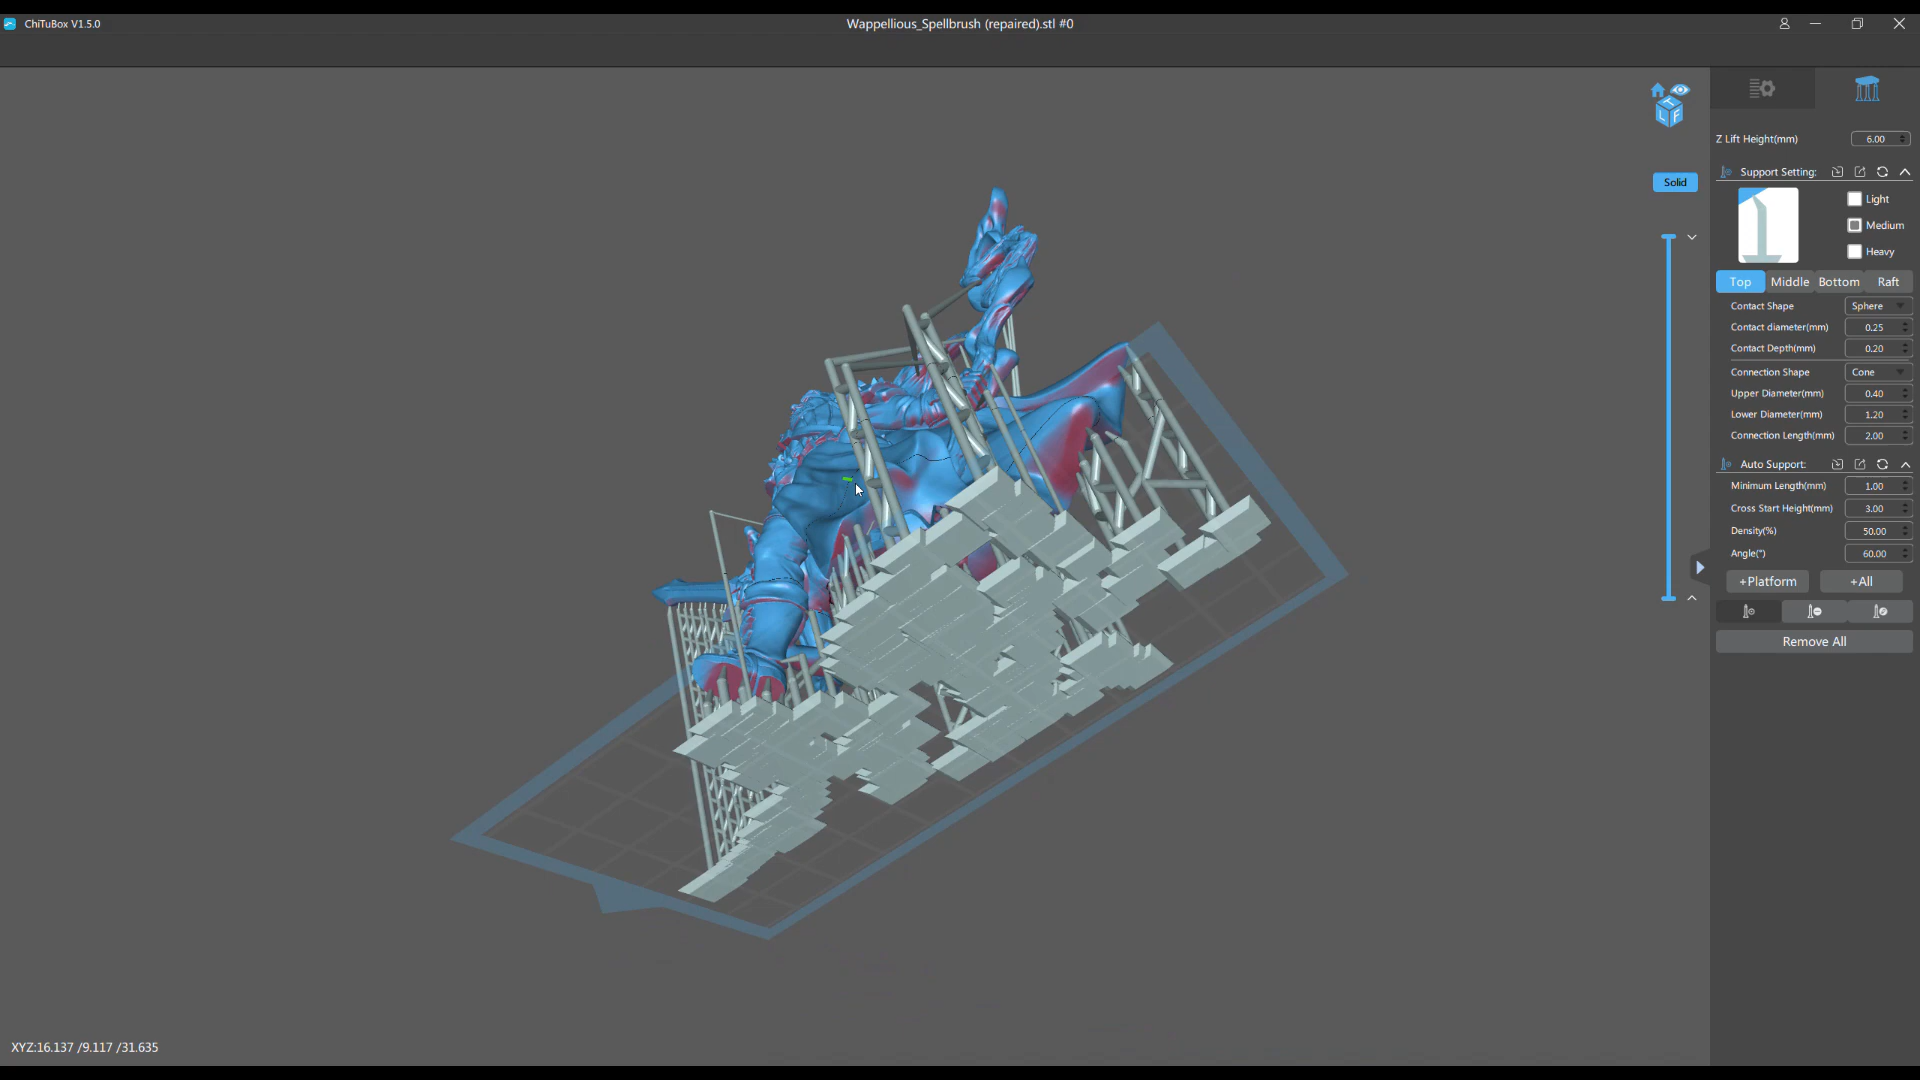 ChiTuBox V1.5.0
Wappellious_Spellbrush (repaired).stl #0
T
L F
Solid
Z Lift Height(mm) 6.00
Support Setting:
Light
Medium
Heavy
Top Middle Bottom Raft
Contact Shape Sphere
Contact diameter(mm) 0.25
Contact Depth(mm) 0.20
Connection Shape Cone
Upper Diameter(mm) 0.40
Lower Diameter(mm) 1.20
Connection Length(mm) 2.00
Auto Support:
Minimum Length(mm) 1.00
Cross Start Height(mm) 3.00
Density(%) 50.00
Angle(°) 60.00
+Platform +All
Remove All
XYZ:16.137 /9.117 /31.635